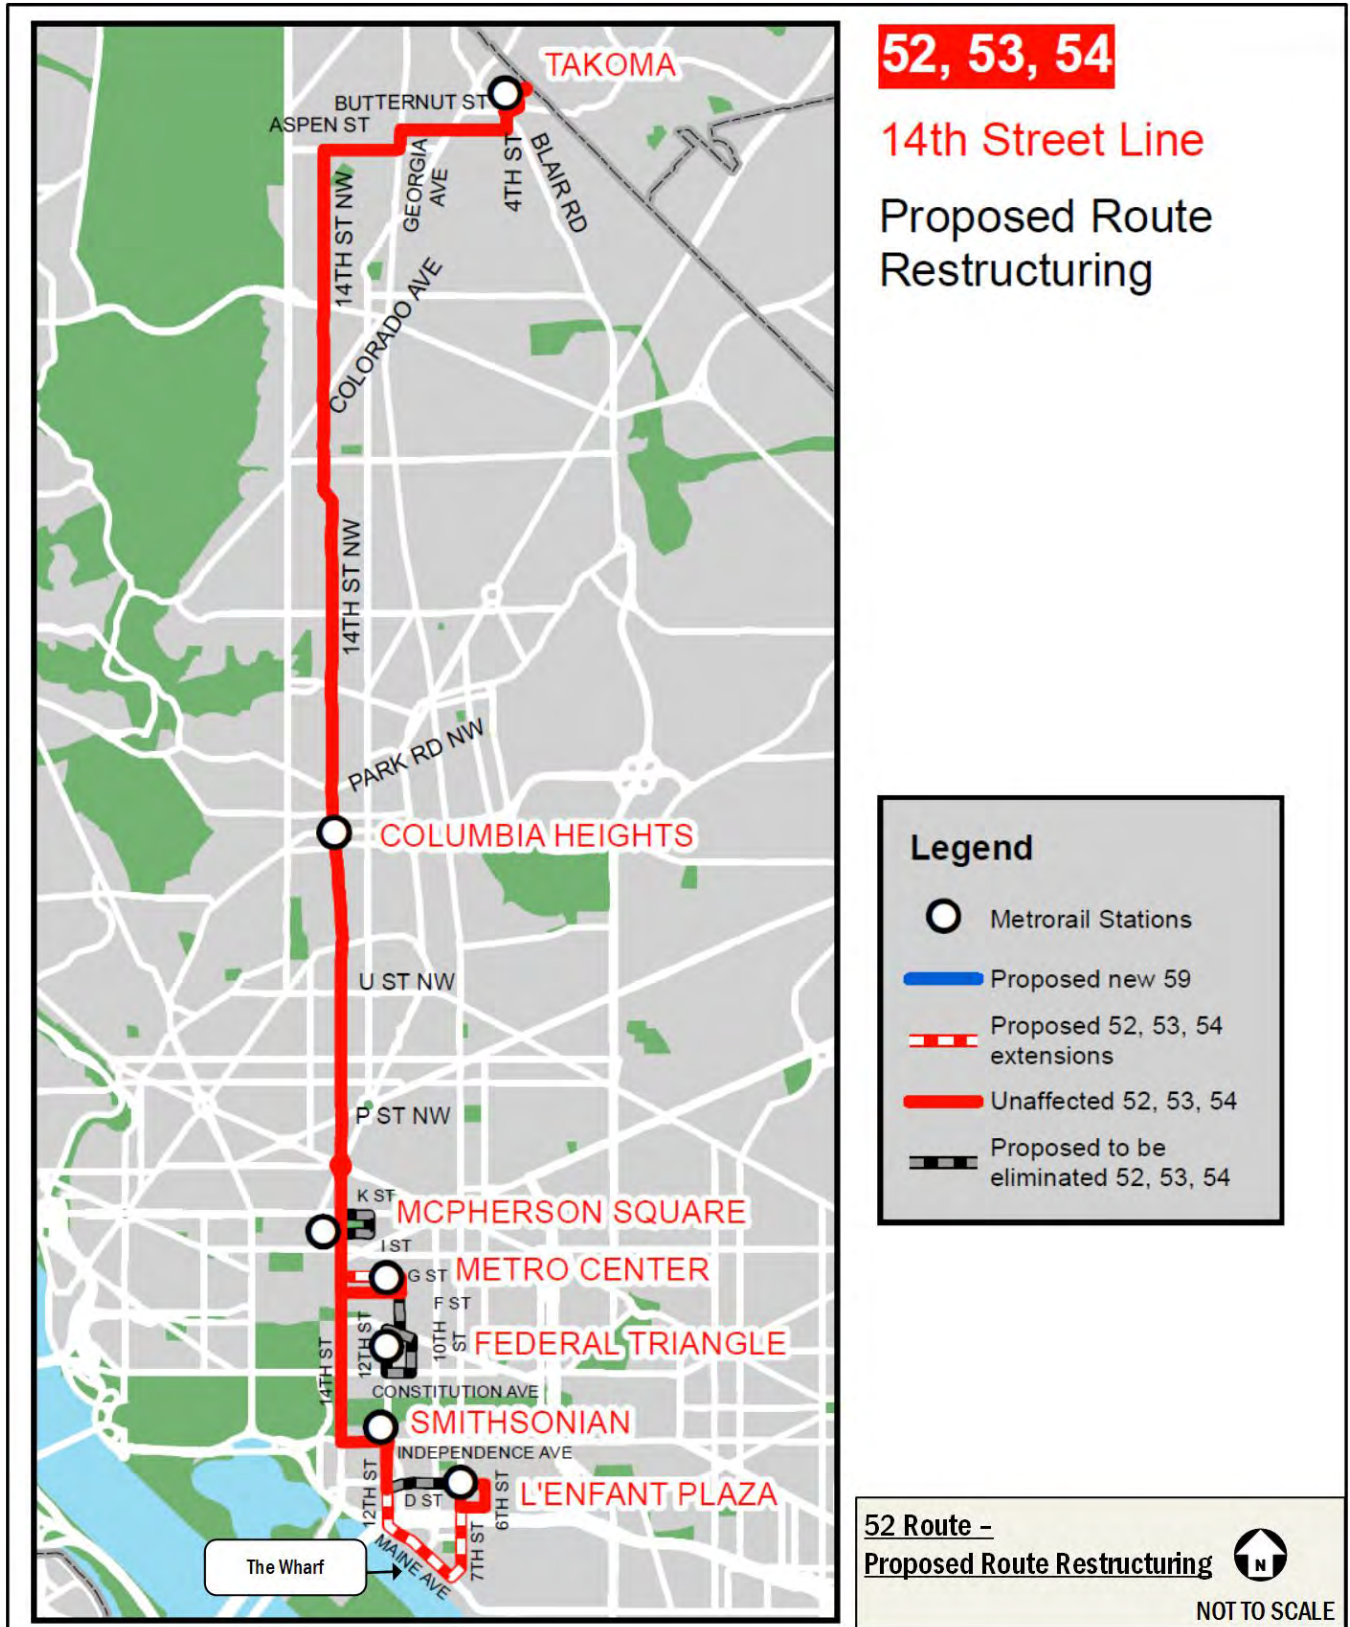 52, 53, 54
14th Street Line
Proposed Route
Restructuring
TAKOMA
BUTTERNUT ST
ASPEN ST
GEORGIA
AVE
4TH ST
BLAIR RD
14TH ST NW
COLORADO AVE
14TH ST NW
PARK RD NW
COLUMBIA HEIGHTS
U ST NW
P ST NW
K ST
MCPHERSON SQUARE
I ST
G ST
METRO CENTER
F ST
12TH ST
10TH
ST
FEDERAL TRIANGLE
14TH ST
CONSTITUTION AVE
SMITHSONIAN
INDEPENDENCE AVE
12TH ST
D ST
6TH ST
L'ENFANT PLAZA
7TH ST
MAINE AVE
The Wharf
Legend
Metrorail Stations
Proposed new 59
Proposed 52, 53, 54
extensions
Unaffected 52, 53, 54
Proposed to be
eliminated 52, 53, 54
52 Route –
Proposed Route Restructuring
N
NOT TO SCALE